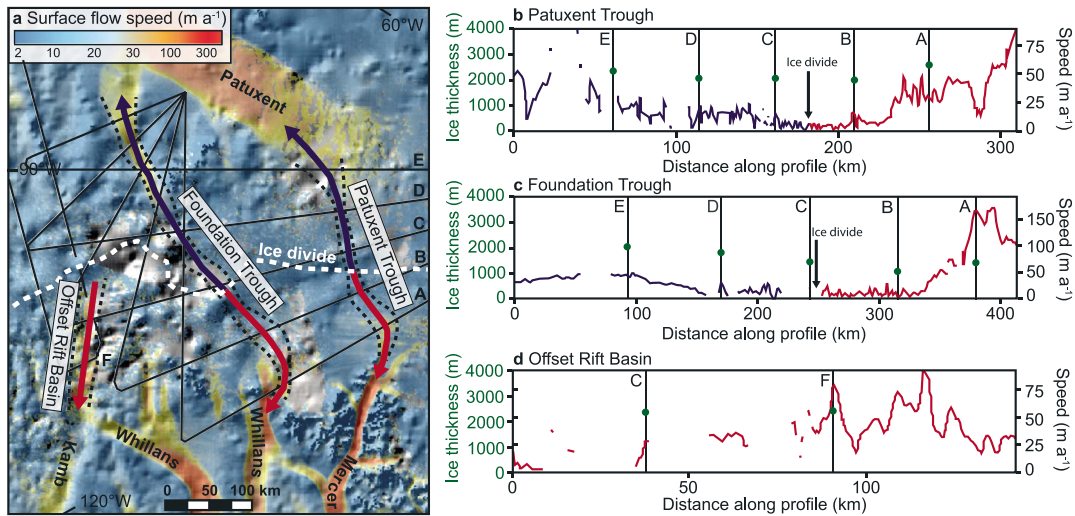 a Surface flow speed (m a⁻¹)
2 10 20 30 100 300
60°W
90°W
120°W
Patuxent
E
D
C
B
A
F
Foundation Trough
Patuxent Trough
Ice divide
Offset Rift Basin
Kamb
Whillans
Whillans
Mercer
0 50 100 km
b Patuxent Trough
Ice thickness (m)
4000
3000
2000
1000
0
E D C B A
Ice divide
75
50
25
0
Speed (m a⁻¹)
100 200 300
Distance along profile (km)
c Foundation Trough
Ice thickness (m)
4000
3000
2000
1000
0
E D C B A
Ice divide
150
100
50
0
Speed (m a⁻¹)
100 200 300 400
Distance along profile (km)
d Offset Rift Basin
Ice thickness (m)
4000
3000
2000
1000
0
C F
75
50
25
0
Speed (m a⁻¹)
0 50 100
Distance along profile (km)